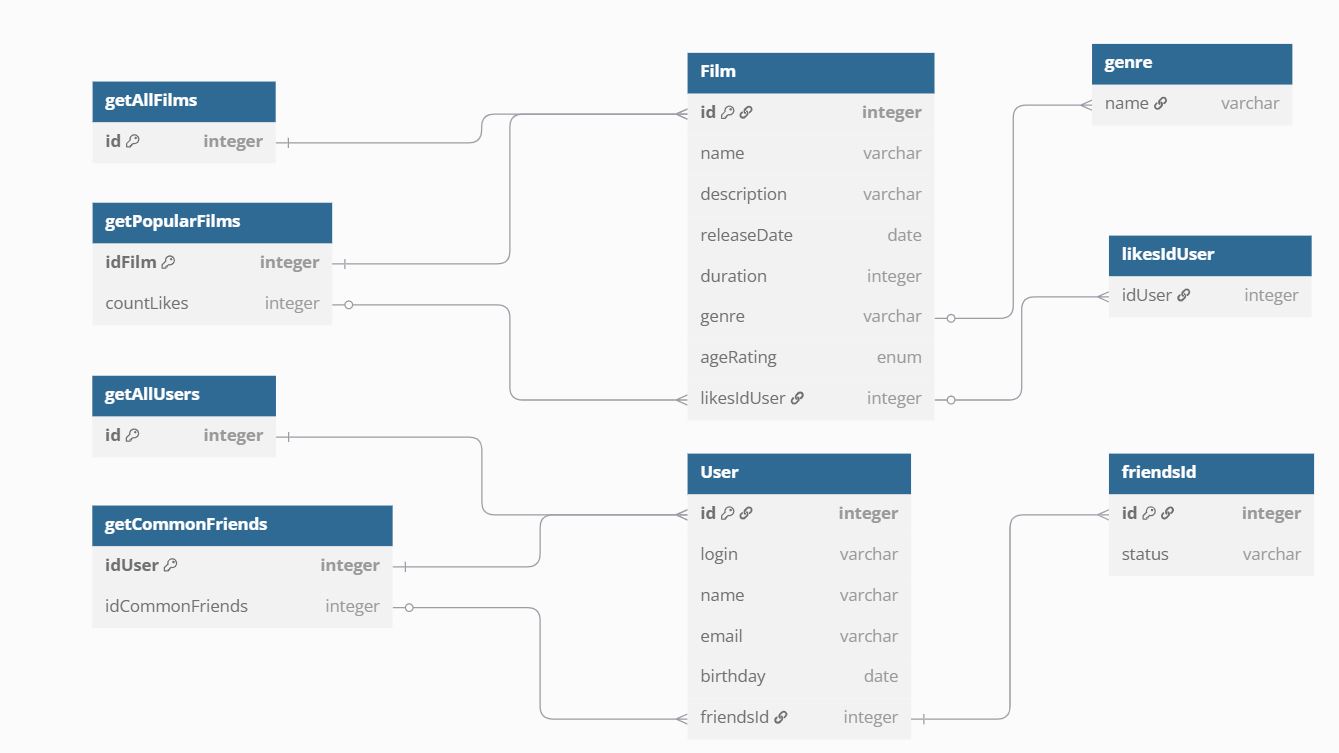 getAllFilms
id integer
getPopularFilms
idFilm integer
countLikes integer
getAllUsers
id integer
getCommonFriends
idUser integer
idCommonFriends integer
Film
id integer
name varchar
description varchar
releaseDate date
duration integer
genre varchar
ageRating enum
likesIdUser integer
User
id integer
login varchar
name varchar
email varchar
birthday date
friendsId integer
genre
name varchar
likesIdUser
idUser integer
friendsId
id integer
status varchar